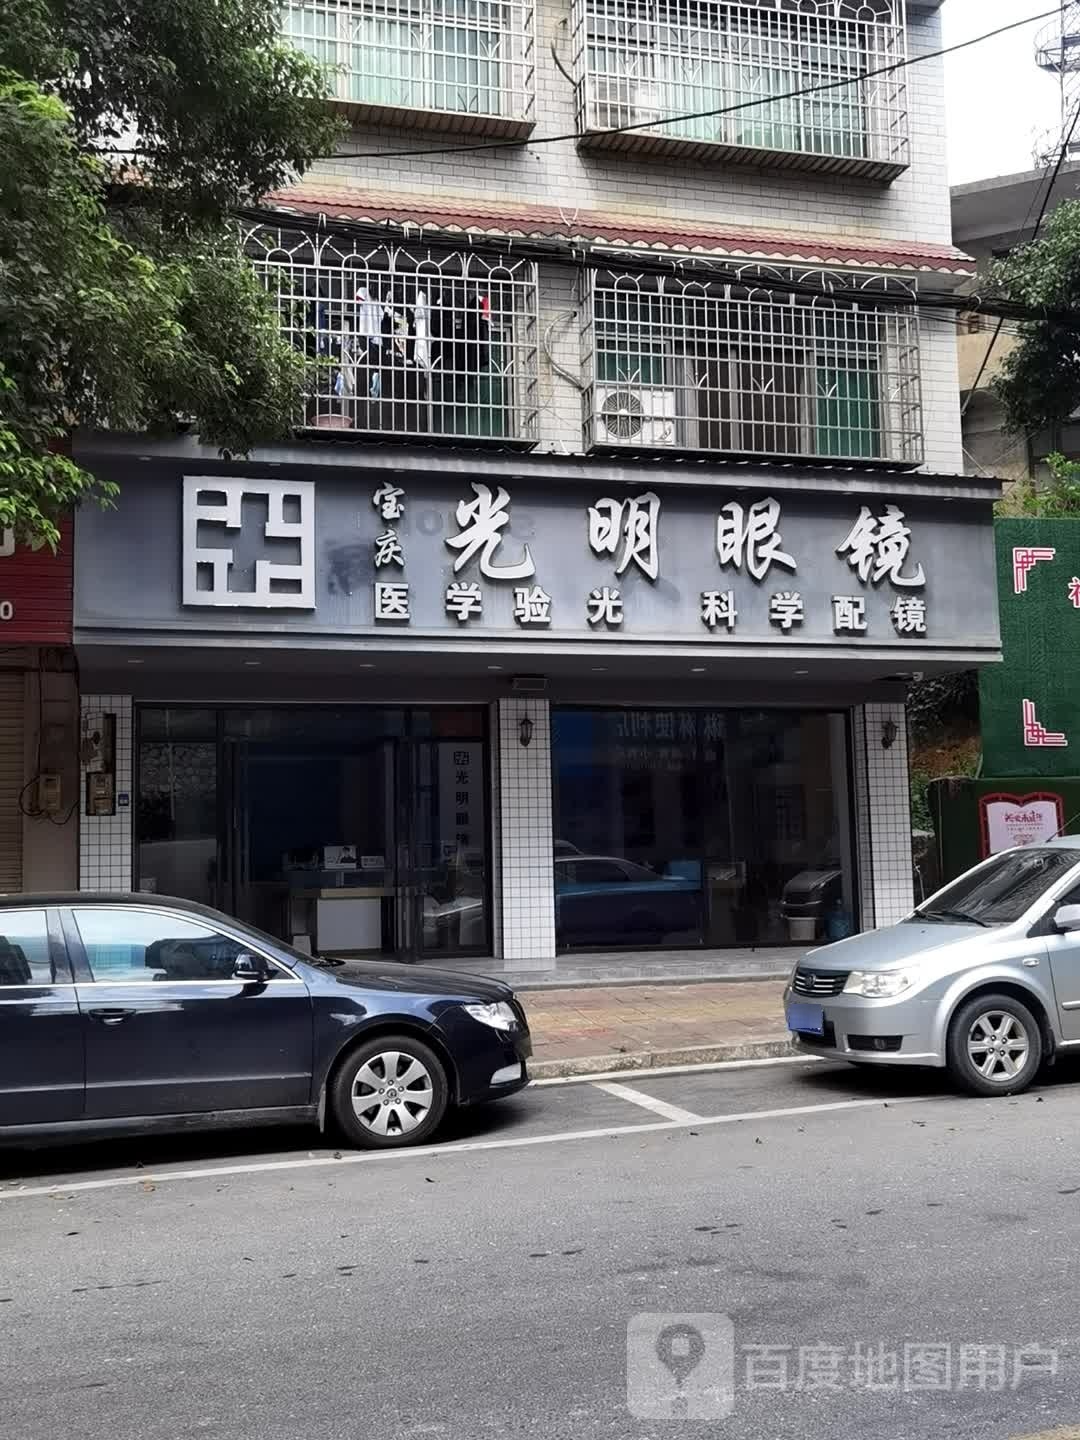 宝庆
光明眼镜
医学验光 科学配镜
光明眼镜
百度地图用户